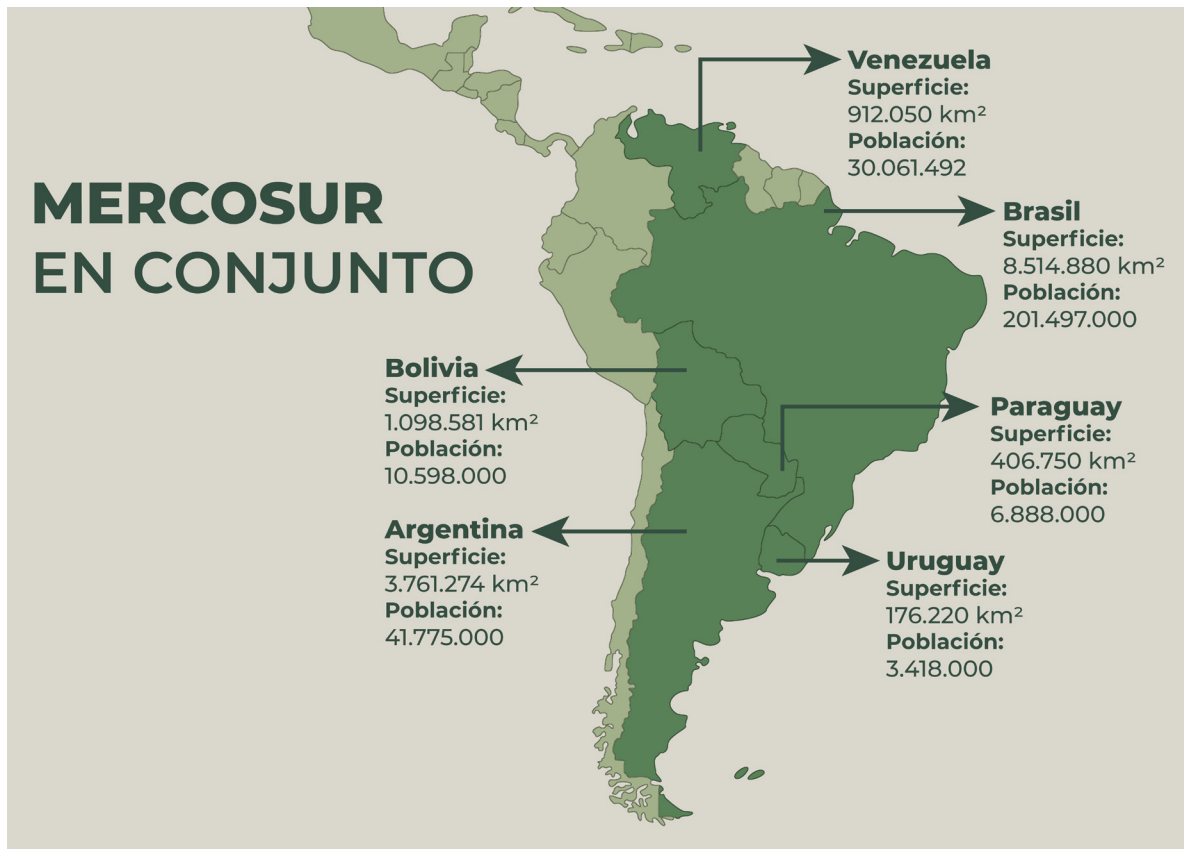 MERCOSUR
EN CONJUNTO
Venezuela
Superficie:
912.050 km²
Población:
30.061.492
Brasil
Superficie:
8.514.880 km²
Población:
201.497.000
Bolivia
Superficie:
1.098.581 km²
Población:
10.598.000
Paraguay
Superficie:
406.750 km²
Población:
6.888.000
Argentina
Superficie:
3.761.274 km²
Población:
41.775.000
Uruguay
Superficie:
176.220 km²
Población:
3.418.000